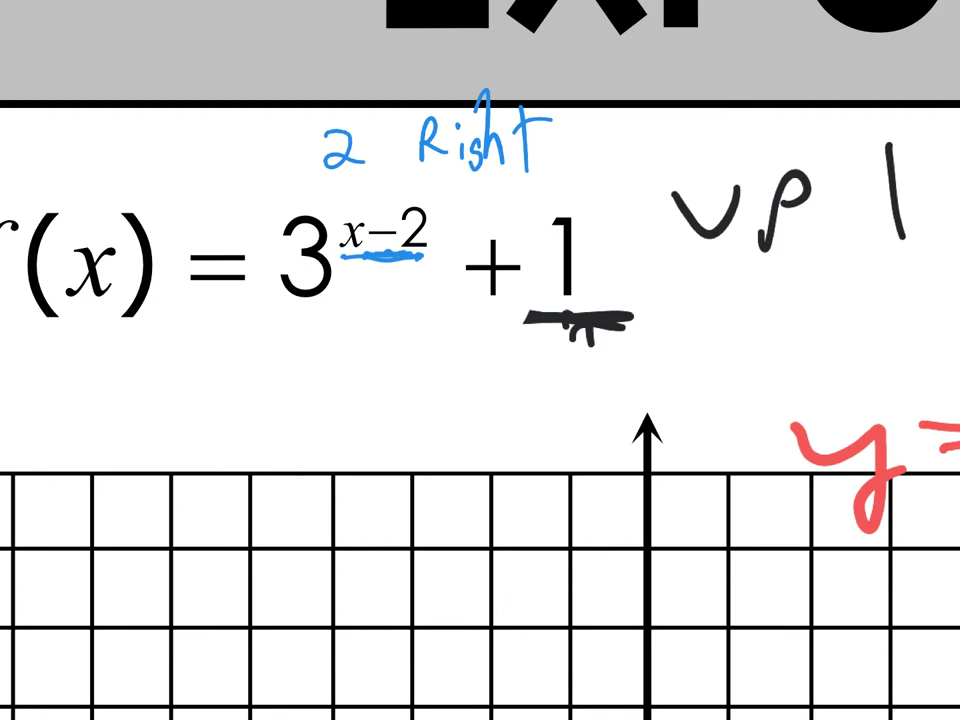 2 Right
f(x) = 3^{x-2} + 1
up 1
y =